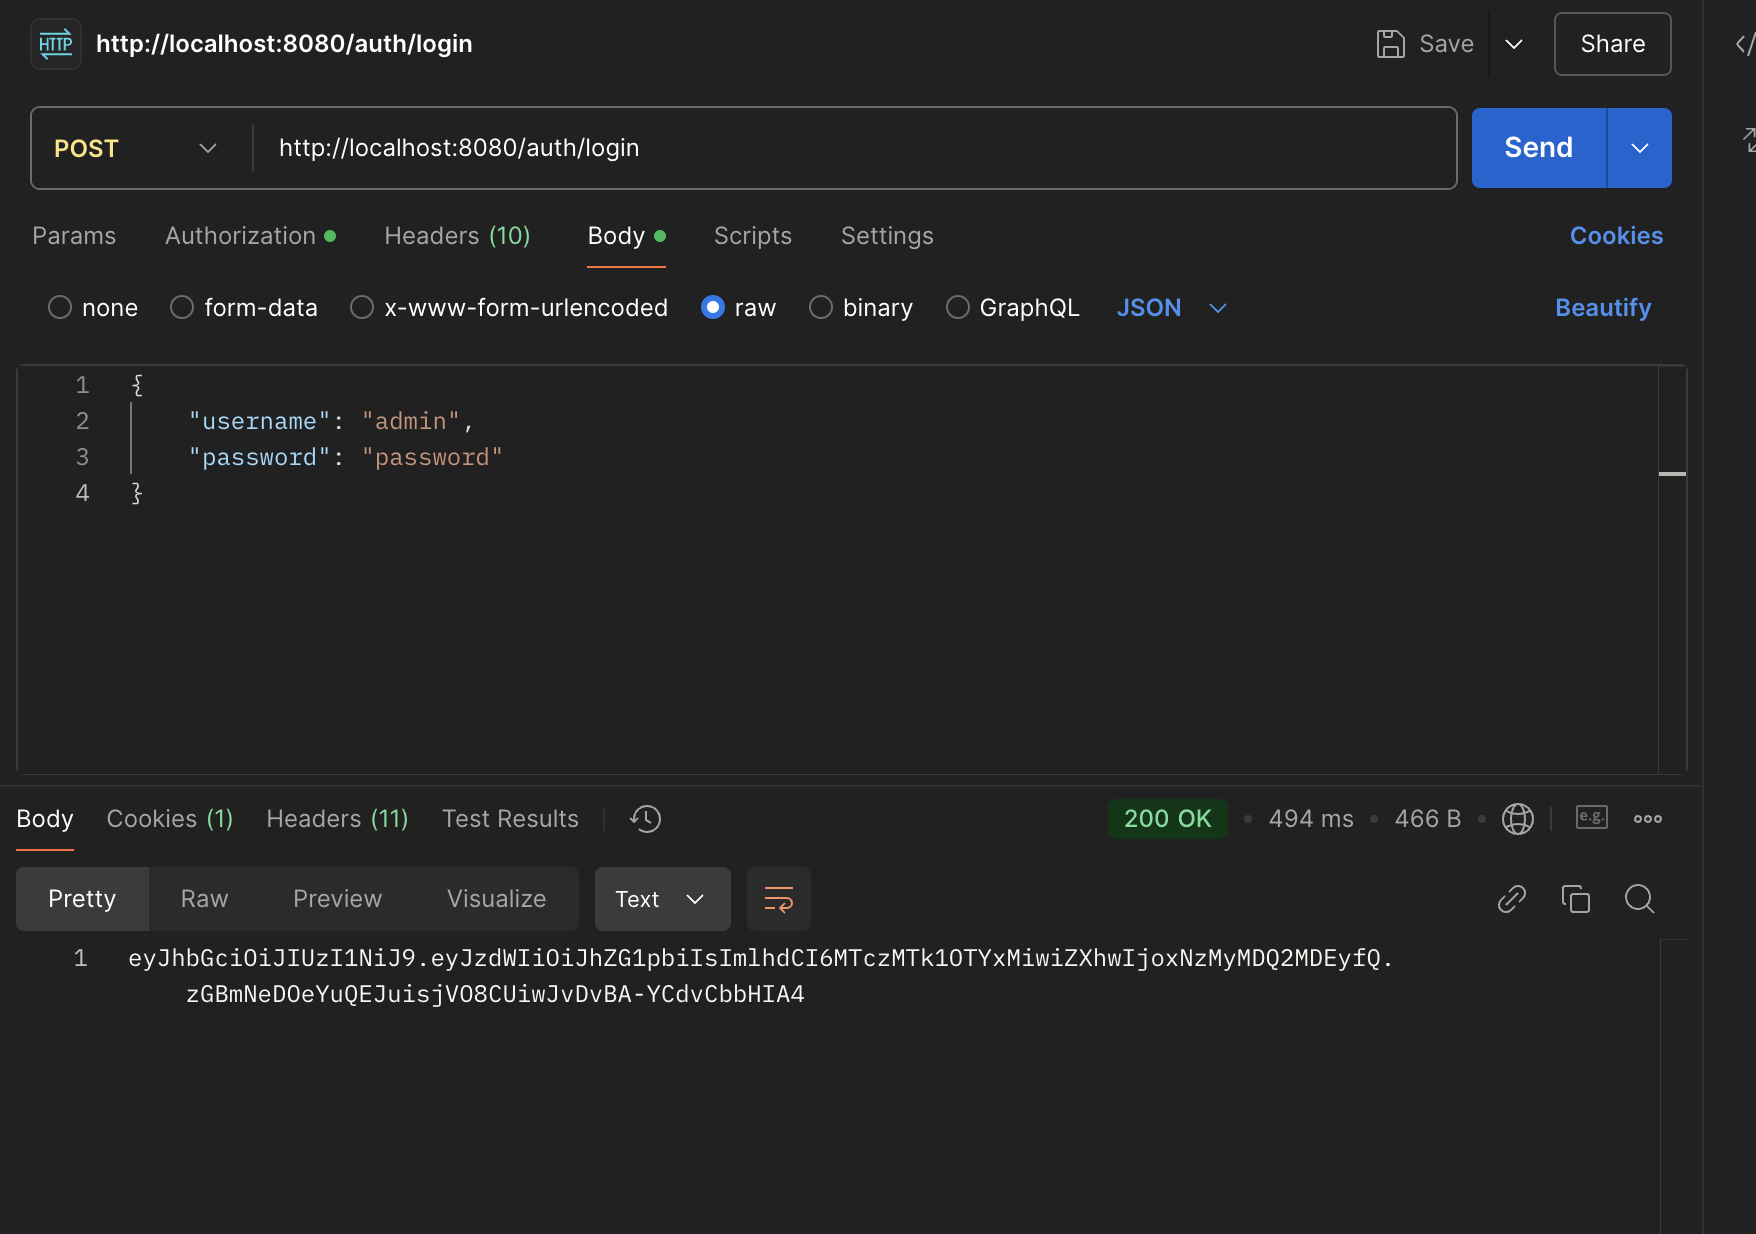 HTTP http://localhost:8080/auth/login Save Share
POST http://localhost:8080/auth/login Send
Params Authorization Headers (10) Body Scripts Settings Cookies
none form-data x-www-form-urlencoded raw binary GraphQL JSON Beautify
1 {
2 "username": "admin",
3 "password": "password"
4 }
Body Cookies (1) Headers (11) Test Results 200 OK • 494 ms • 466 B • e.g.
Pretty Raw Preview Visualize Text
1 eyJhbGciOiJIUzI1NiJ9.eyJzdWIiOiJhZG1pbiIsImlhdCI6MTczMTk1OTYxMiwiZXhwIjoxNzMyMDQ2MDEyfQ.
zGBmNeDOeYuQEJuisjVO8CUiwJvDvBA-YCdvCbbHIA4